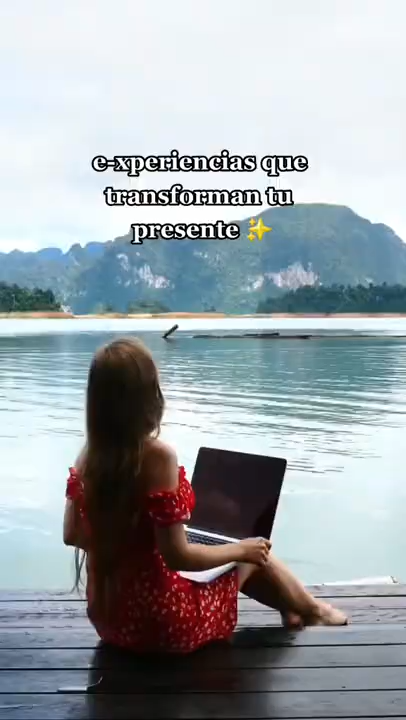 e-xperiencias que
transforman tu
presente ✨